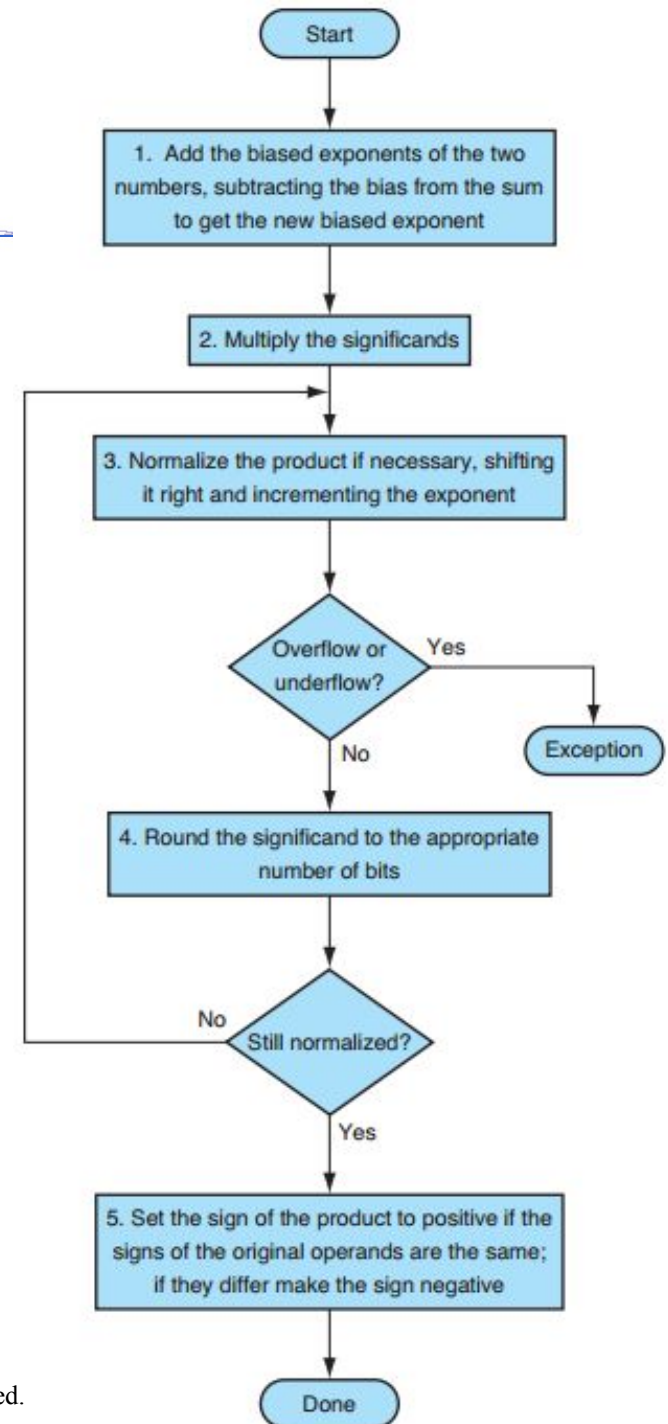 Start
1. Add the biased exponents of the two
numbers, subtracting the bias from the sum
to get the new biased exponent
2. Multiply the significands
3. Normalize the product if necessary, shifting
it right and incrementing the exponent
Overflow or
underflow?
Yes
Exception
No
4. Round the significand to the appropriate
number of bits
No
Still normalized?
Yes
5. Set the sign of the product to positive if the
signs of the original operands are the same;
if they differ make the sign negative
ed.
Done